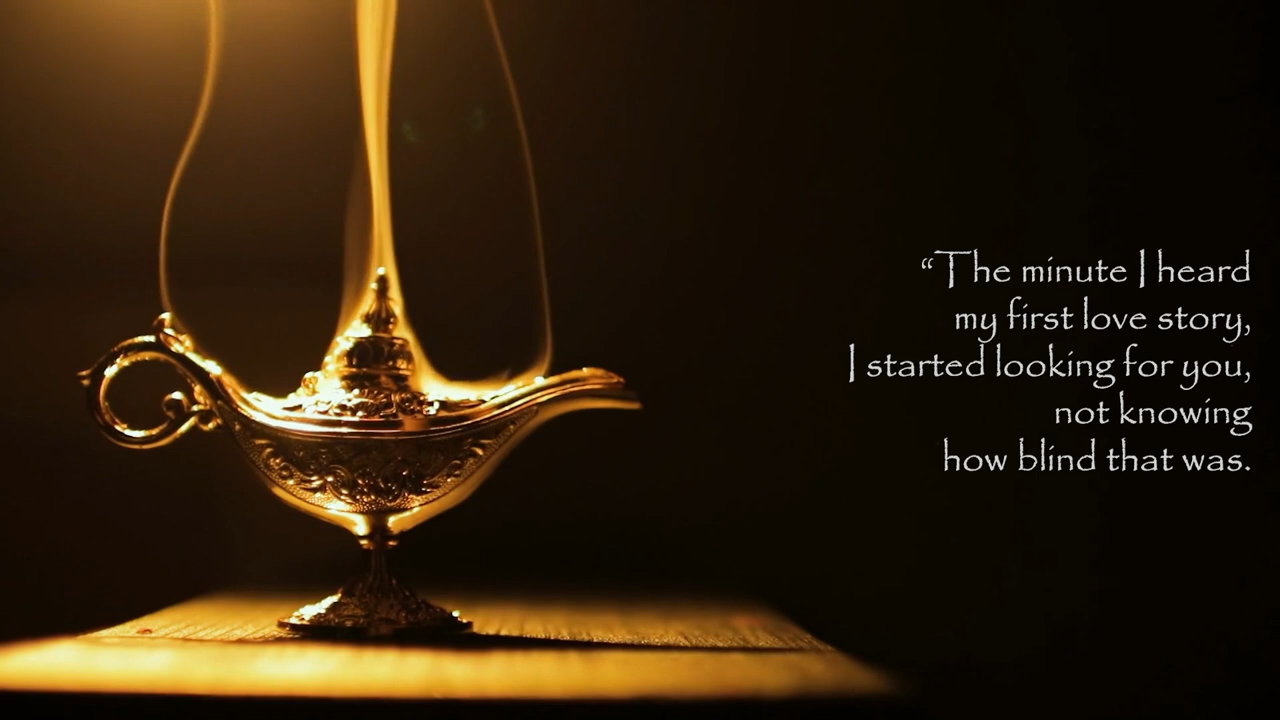 “The minute I heard
my first love story,
I started looking for you,
not knowing
how blind that was.